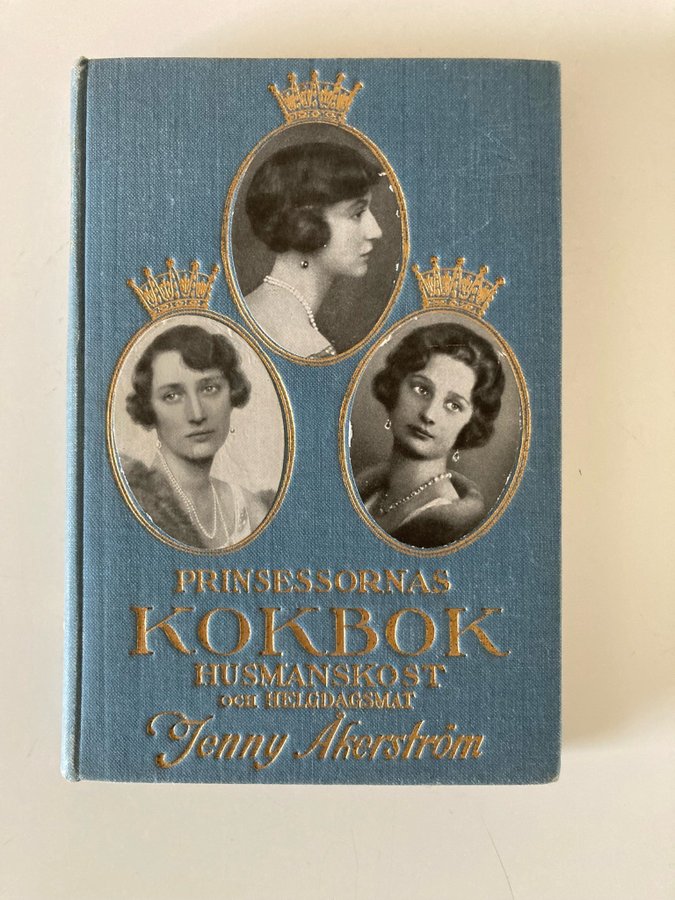 PRINSESSORNAS
KOKBOK
HUSMANSKOST
och HELGDAGSMAT
Jenny Åkerström